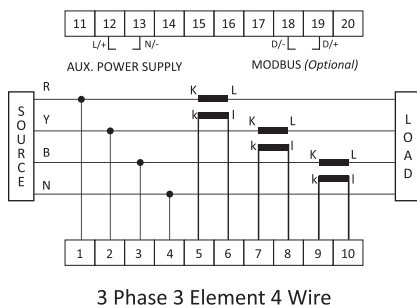 11 12 13 14 15 16 17 18 19 20
L/+ N/- D/- D/+
AUX. POWER SUPPLY MODBUS (Optional)
R K L
k l
Y K L
k l
B K L
k l
N
SOURCE
LOAD
1 2 3 4 5 6 7 8 9 10
3 Phase 3 Element 4 Wire